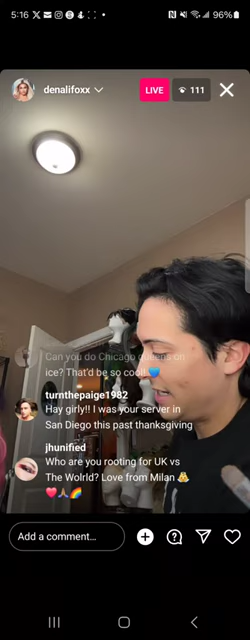 5:16
96%
denalifoxx
LIVE
111
Can you do Chicago queens on
ice? That'd be so cool! 💙
turnthepaige1982
Hay girly!! I was your server in
San Diego this past thanksgiving
jhunified
Who are you rooting for UK vs
The Wolrld? Love from Milan
❤️🙏🏽🌈
Add a comment...